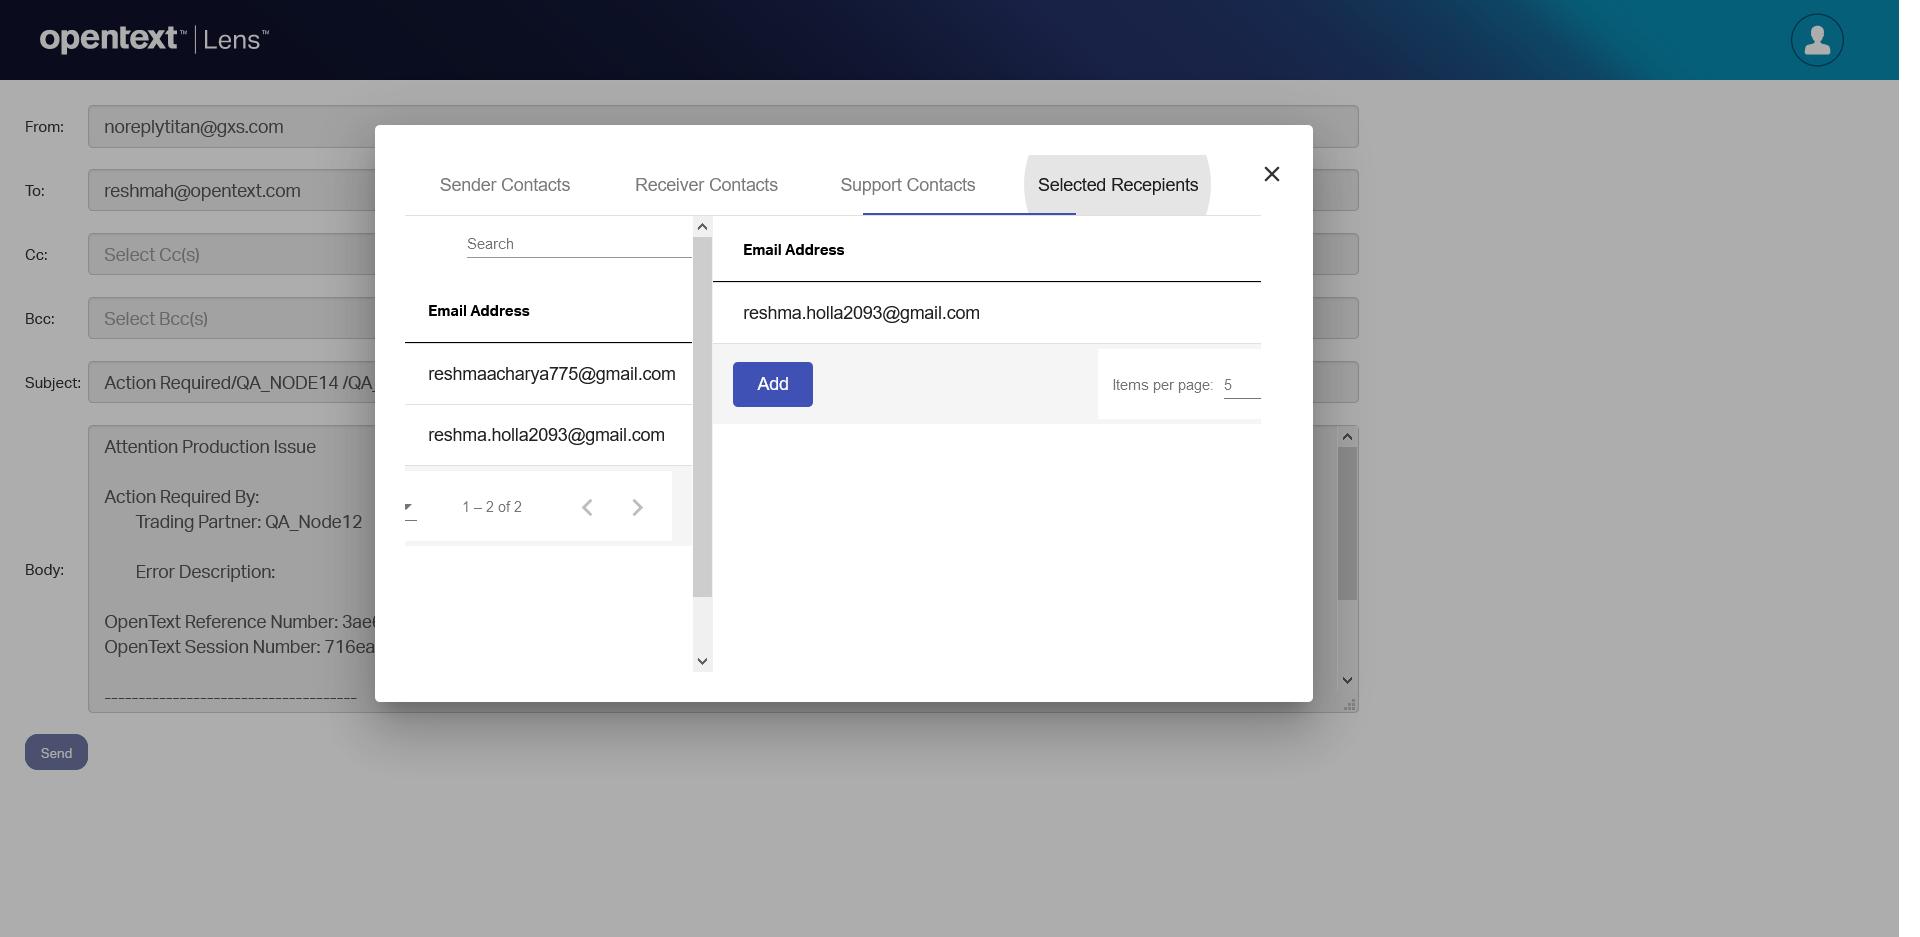 opentext™ | Lens™
From:
noreplytitan@gxs.com
To:
reshmah@opentext.com
Cc:
Select Cc(s)
Bcc:
Select Bcc(s)
Subject:
Action Required/QA_NODE14 /QA_
Body:
Attention Production Issue
Action Required By:
Trading Partner: QA_Node12
Error Description:
OpenText Reference Number: 3ae
OpenText Session Number: 716ea
-------------------------------------
Send
Sender Contacts
Receiver Contacts
Support Contacts
Selected Recepients
Search
Email Address
reshmaacharya775@gmail.com
reshma.holla2093@gmail.com
1 – 2 of 2
Email Address
reshma.holla2093@gmail.com
Add
Items per page: 5